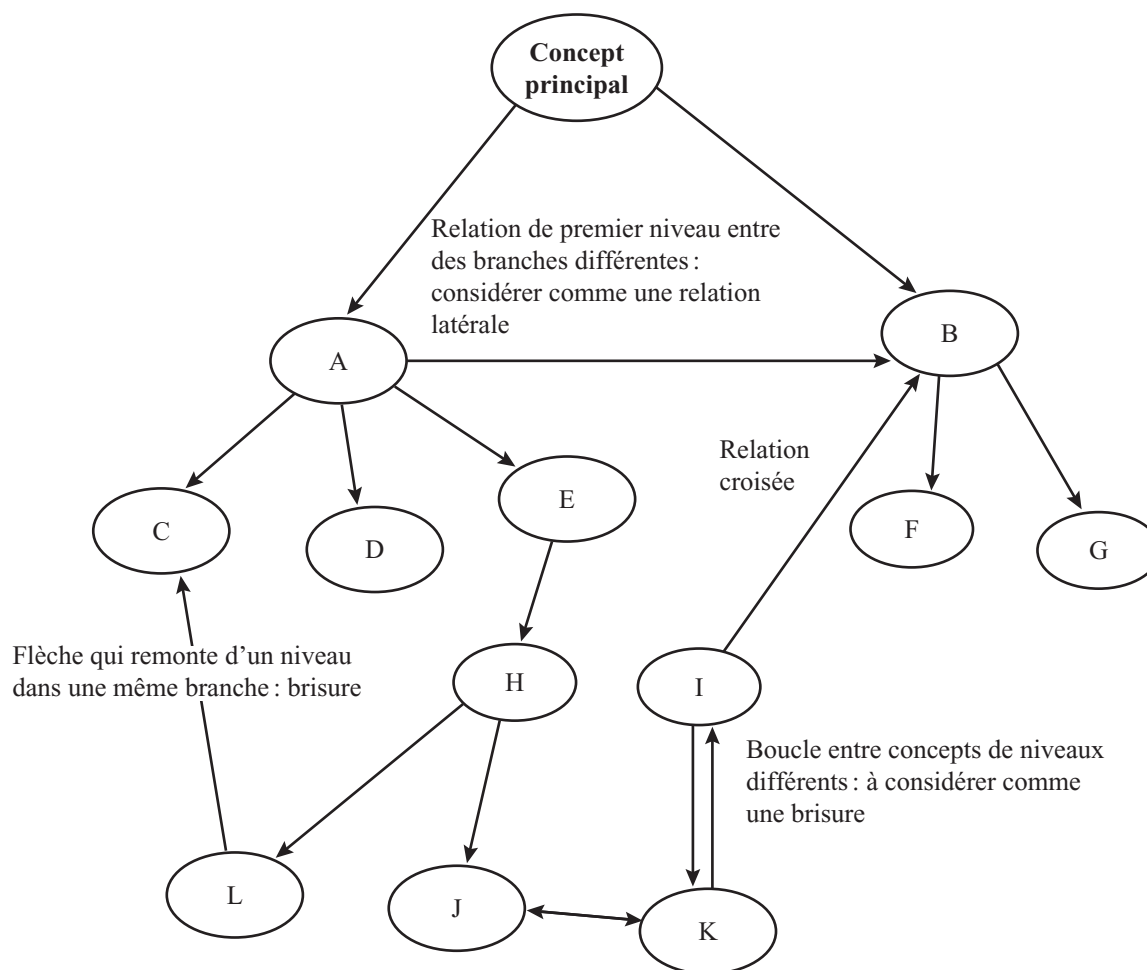 Concept
principal
Relation de premier niveau entre
des branches différentes :
considérer comme une relation
latérale
A
B
Relation
croisée
C
D
E
F
G
Flèche qui remonte d’un niveau
dans une même branche : brisure
H
I
Boucle entre concepts de niveaux
différents : à considérer comme
une brisure
L
J
K